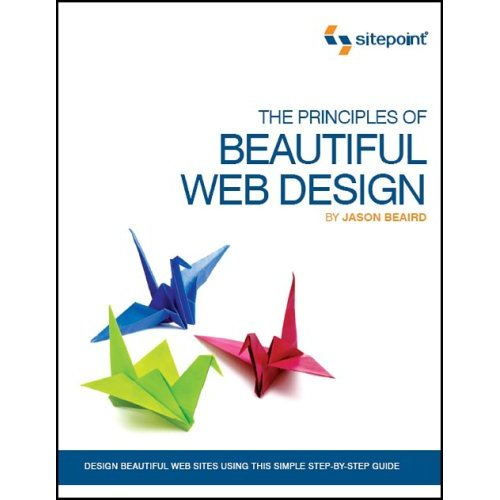 sitepoint®
THE PRINCIPLES OF
BEAUTIFUL
WEB DESIGN
BY JASON BEAIRD
DESIGN BEAUTIFUL WEB SITES USING THIS SIMPLE STEP-BY-STEP GUIDE